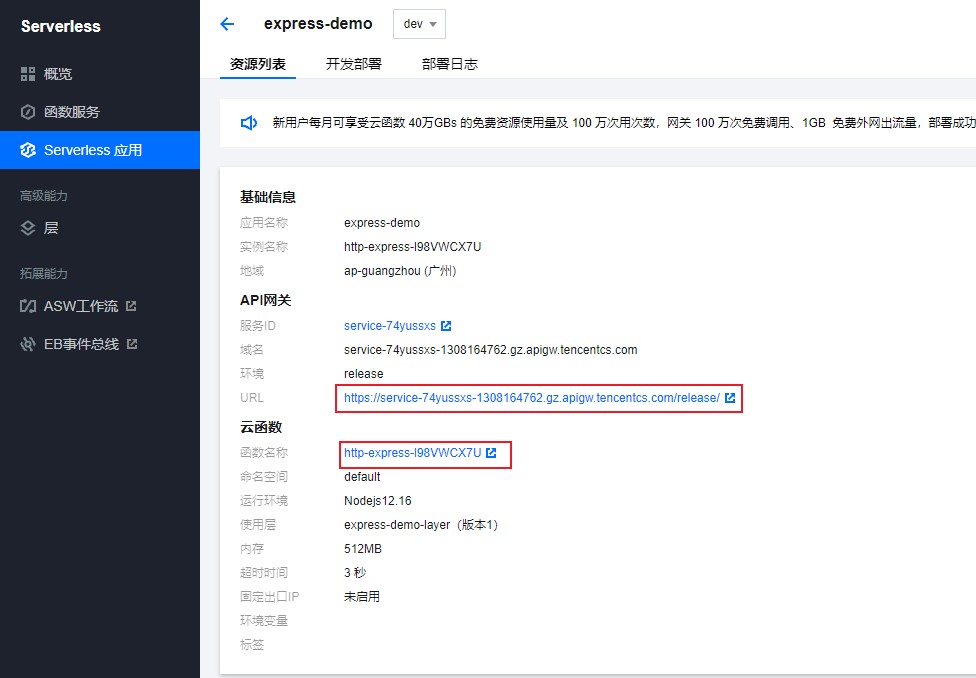 Serverless
概览
函数服务
Serverless 应用
高级能力
层
拓展能力
ASW工作流
EB事件总线
express-demo
dev
资源列表 开发部署 部署日志
新用户每月可享受云函数 40万GBs 的免费资源使用量及 100 万次用次数，网关 100 万次免费调用、1GB 免费外网出流量，部署成功
基础信息
应用名称 express-demo
实例名称 http-express-l98VWCX7U
地域 ap-guangzhou (广州)
API网关
服务ID service-74yussxs
域名 service-74yussxs-1308164762.gz.apigw.tencentcs.com
环境 release
URL https://service-74yussxs-1308164762.gz.apigw.tencentcs.com/release/
云函数
函数名称 http-express-l98VWCX7U
命名空间 default
运行环境 Nodejs12.16
使用层 express-demo-layer（版本1）
内存 512MB
超时时间 3 秒
固定出口IP 未启用
环境变量
标签